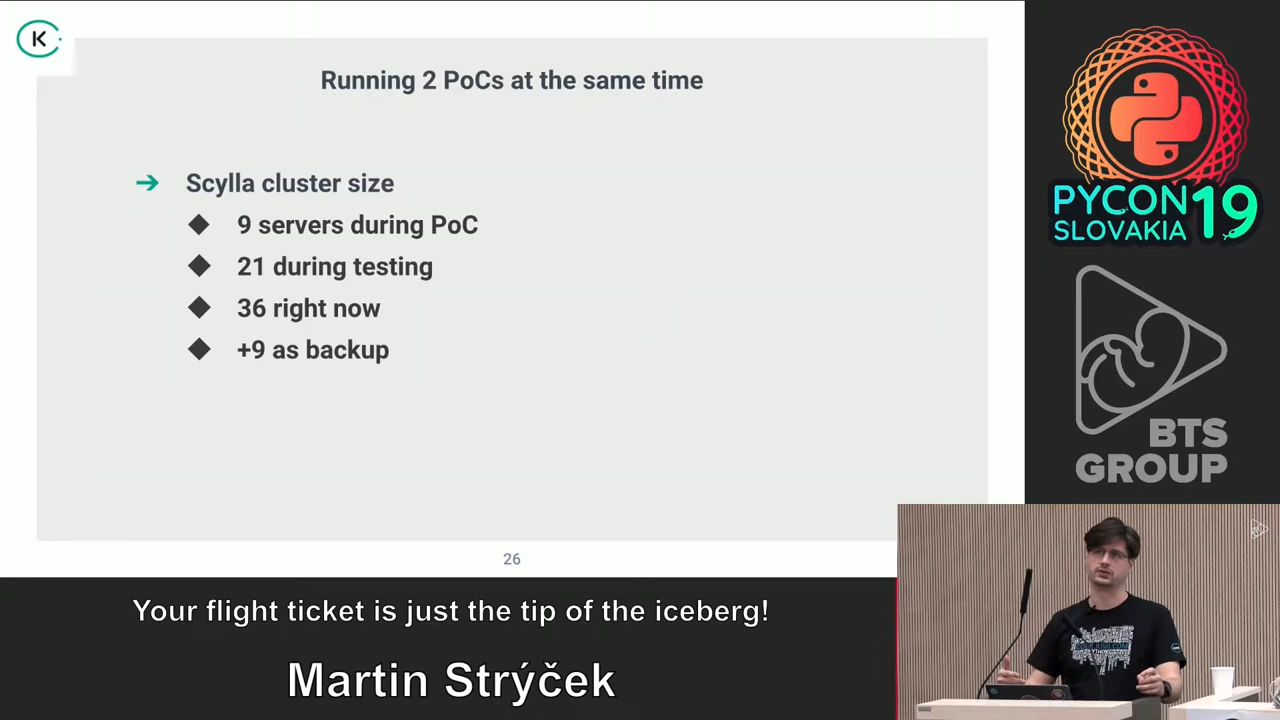 K
Running 2 PoCs at the same time
Scylla cluster size
9 servers during PoC
21 during testing
36 right now
+9 as backup
26
PYCON 19
SLOVAKIA
BTS
GROUP
Your flight ticket is just the tip of the iceberg!
Martin Strýček